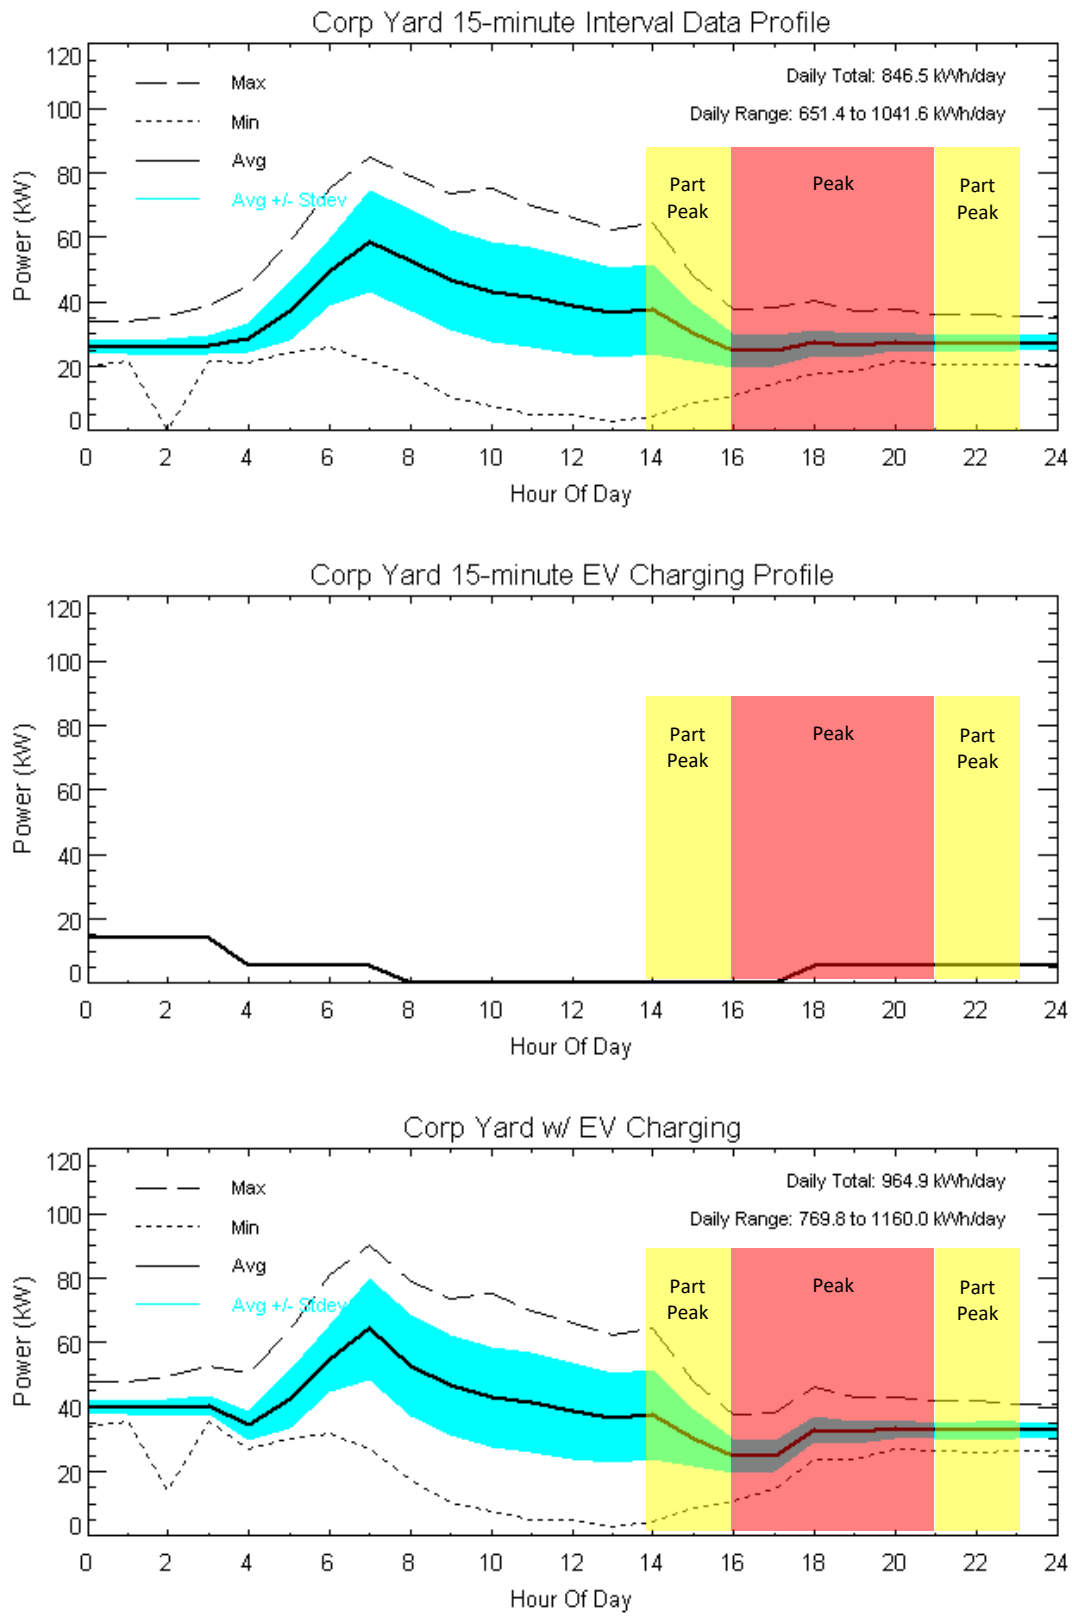 Corp Yard 15-minute Interval Data Profile
120
100
80
60
40
20
0
Power (kW)
Max
Min
Avg
Avg +/- Stdev
Daily Total: 846.5 kWh/day
Daily Range: 651.4 to 1041.6 kWh/day
Part
Peak
Peak
Part
Peak
0 2 4 6 8 10 12 14 16 18 20 22 24
Hour Of Day
Corp Yard 15-minute EV Charging Profile
120
100
80
60
40
20
0
Power (kW)
Part
Peak
Peak
Part
Peak
0 2 4 6 8 10 12 14 16 18 20 22 24
Hour Of Day
Corp Yard w/ EV Charging
120
100
80
60
40
20
0
Power (kW)
Max
Min
Avg
Avg +/- Stdev
Daily Total: 964.9 kWh/day
Daily Range: 769.8 to 1160.0 kWh/day
Part
Peak
Peak
Part
Peak
0 2 4 6 8 10 12 14 16 18 20 22 24
Hour Of Day